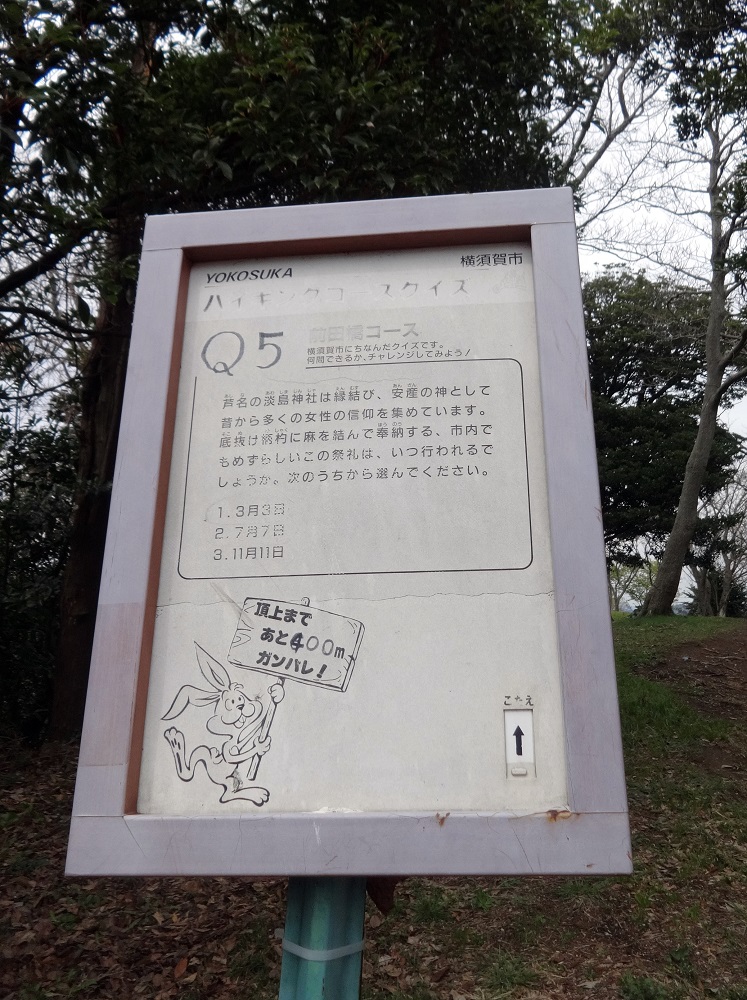 YOKOSUKA
横須賀市
ハイキングコースクイズ
Q5
前田橋コース
横須賀市にちなんだクイズです。
何問できるか、チャレンジしてみよう!
芦名の淡島神社は縁結び、安産の神として
昔から多くの女性の信仰を集めています。
底抜け柄杓に麻を結んで奉納する、市内で
もめずらしいこの祭礼は、いつ行われるで
しょうか。次のうちから選んでください。
1.3月3日
2.7月7日
3.11月11日
頂上まで
あと400m
ガンバレ!
こたえ